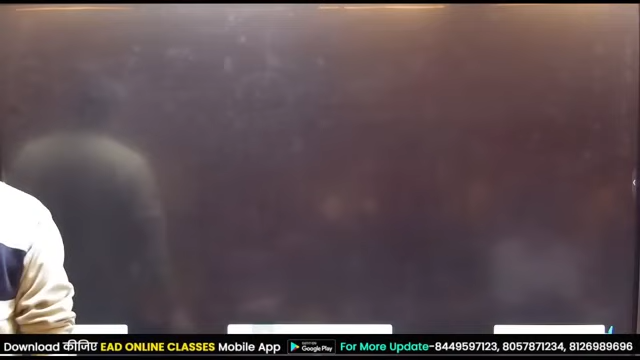 Download कीजिए EAD ONLINE CLASSES Mobile App GET IT ON Google Play For More Update-8449597123, 8057871234, 8126989696